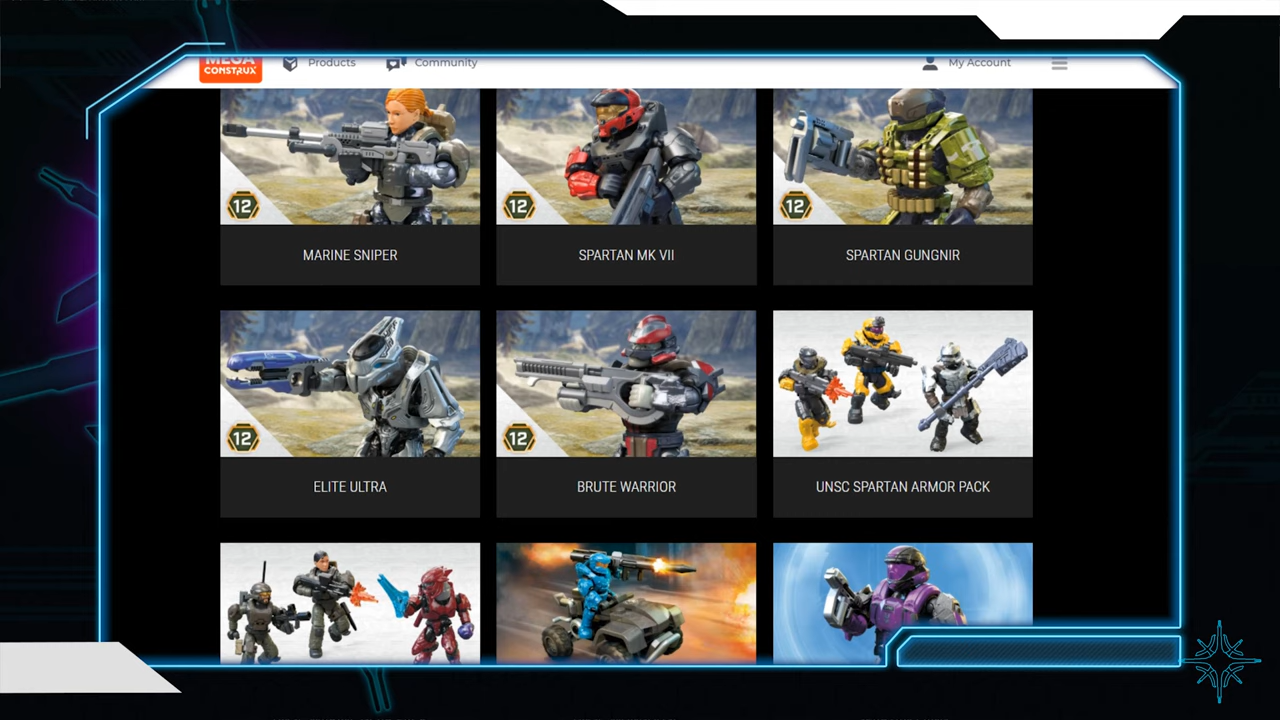 MEGA
CONSTRUX
Products
Community
My Account
12
12
12
MARINE SNIPER
SPARTAN MK VII
SPARTAN GUNGNIR
12
12
ELITE ULTRA
BRUTE WARRIOR
UNSC SPARTAN ARMOR PACK